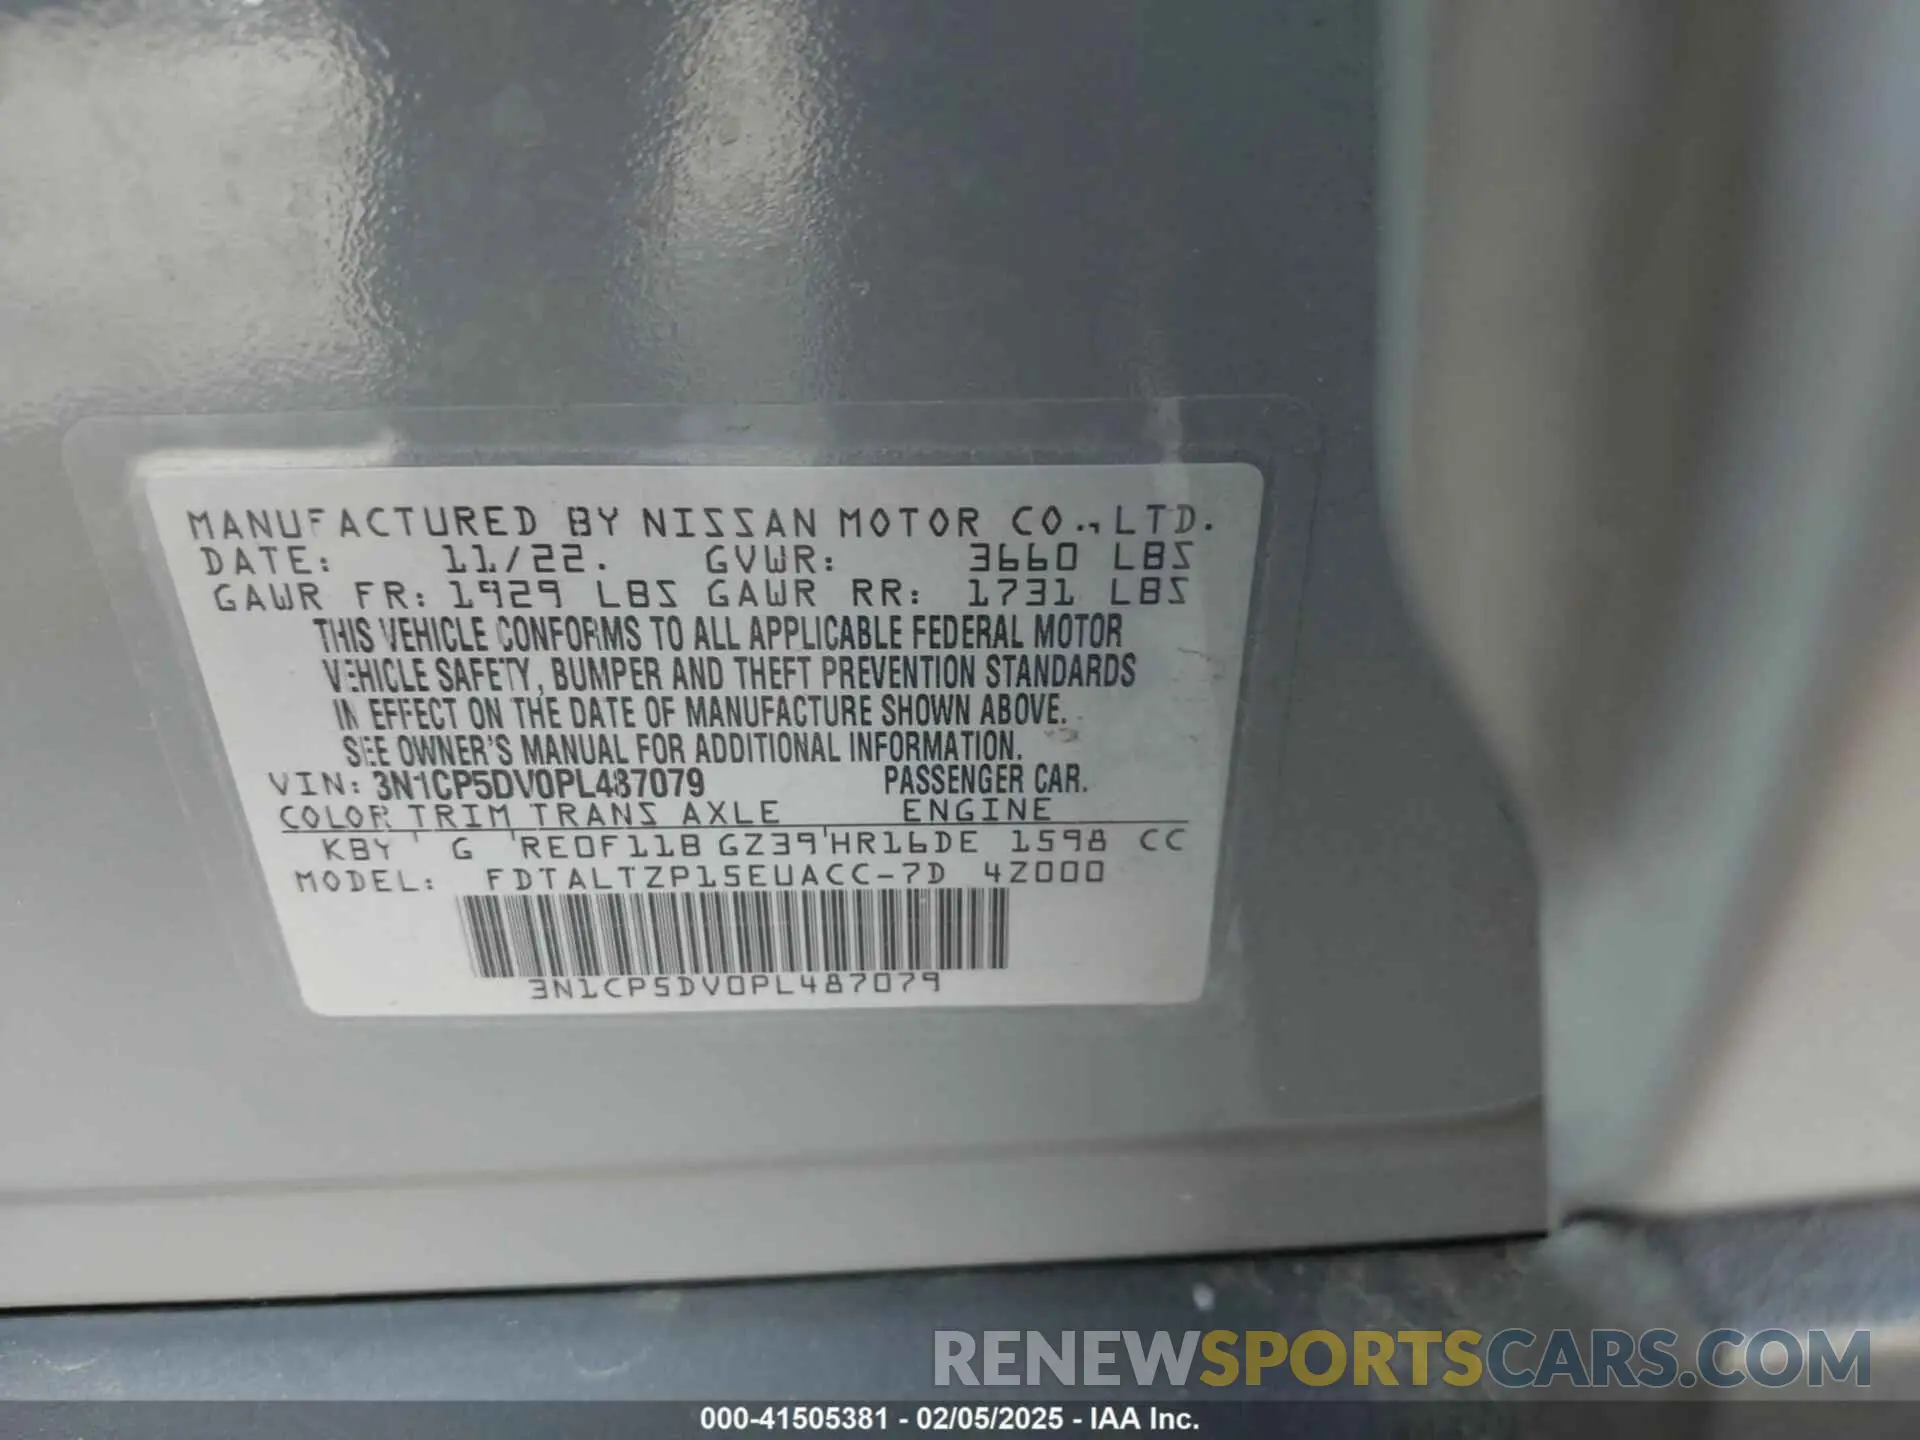 MANUFACTURED BY NISSAN MOTOR CO., LTD.
DATE: 11/22. GVWR: 3660 LBS
GAWR FR: 1929 LBS GAWR RR: 1731 LBS
THIS VEHICLE CONFORMS TO ALL APPLICABLE FEDERAL MOTOR
VEHICLE SAFETY, BUMPER AND THEFT PREVENTION STANDARDS
IN EFFECT ON THE DATE OF MANUFACTURE SHOWN ABOVE.
SEE OWNER'S MANUAL FOR ADDITIONAL INFORMATION.
VIN: 3N1CP5DV0PL487079 PASSENGER CAR.
COLOR TRIM TRANS AXLE ENGINE
KBY ' G 'RE0F11B GZ39'HR16DE 1598 CC
MODEL: FDTALTZP15EUACC-7D 4Z000
3N1CP5DV0PL487079
RENEWSPORTSCARS.COM
000-41505381 - 02/05/2025 - IAA Inc.